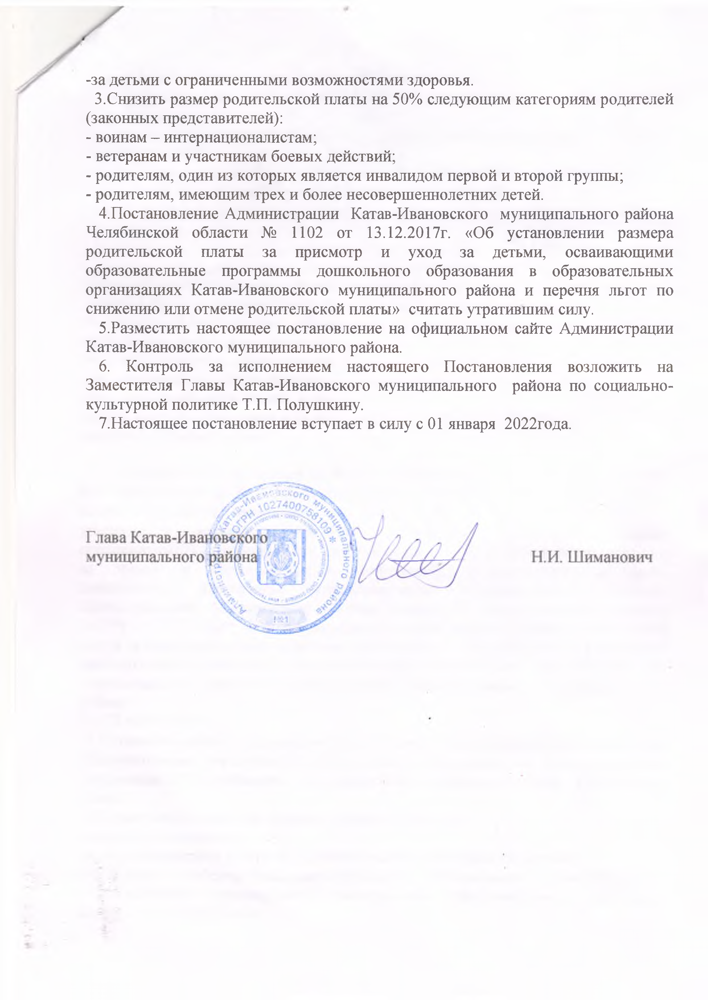 -за детьми с ограниченными возможностями здоровья.
3.Снизить размер родительской платы на 50% следующим категориям родителей
(законных представителей):
- воинам – интернационалистам;
- ветеранам и участникам боевых действий;
- родителям, один из которых является инвалидом первой и второй группы;
- родителям, имеющим трех и более несовершеннолетних детей.
4.Постановление Администрации Катав-Ивановского муниципального района
Челябинской области № 1102 от 13.12.2017г. «Об установлении размера
родительской платы за присмотр и уход за детьми, осваивающими
образовательные программы дошкольного образования в образовательных
организациях Катав-Ивановского муниципального района и перечня льгот по
снижению или отмене родительской платы» считать утратившим силу.
5.Разместить настоящее постановление на официальном сайте Администрации
Катав-Ивановского муниципального района.
6. Контроль за исполнением настоящего Постановления возложить на
Заместителя Главы Катав-Ивановского муниципального района по социально-
культурной политике Т.П. Полушкину.
7.Настоящее постановление вступает в силу с 01 января 2022года.
Администрация Катав-Ивановского муниципального района
ОГРН 1027400758109 *
№1
Глава Катав-Ивановского
муниципального района Н.И. Шиманович